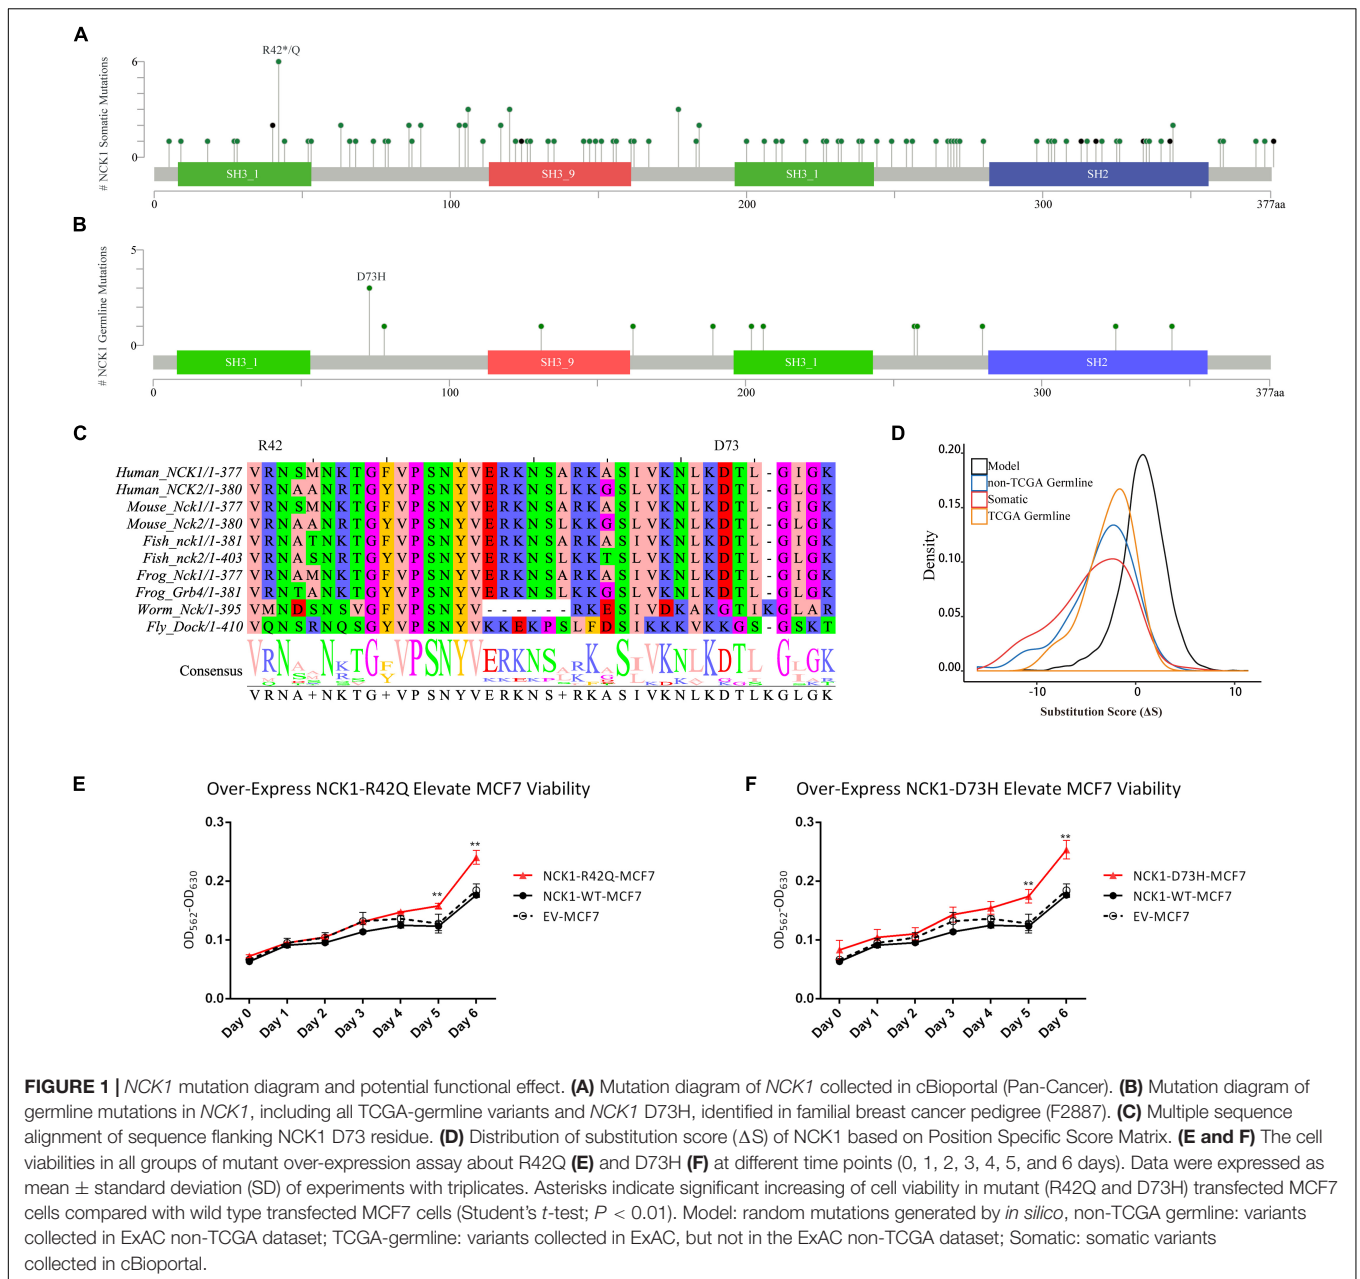 A
R42*/Q
# NCK1 Somatic Mutations
6
0
SH3_1 SH3_9 SH3_1 SH2
0 100 200 300 377aa
B
D73H
# NCK1 Germline Mutations
5
0
SH3_1 SH3_9 SH3_1 SH2
0 100 200 300 377aa
C
R42 D73
Human_NCK1/1-377 VRNSMNKTGFVPSNYVERKNSARKASIVKNLKDTL-GIGK
Human_NCK2/1-380 VRNAANRTGYVPSNYVERKNSLKKGSLVKNLKDTL-GLGK
Mouse_Nck1/1-377 VRNSMNKTGFVPSNYVERKNSARKASIVKNLKDTL-GIGK
Mouse_Nck2/1-380 VRNAANRTGYVPSNYVERKNSLKKGSLVKNLKDTL-GLGK
Fish_nck1/1-381 VRNATNKTGFVPSNYVERKNSARKASIVKNLKDTL-GIGK
Fish_nck2/1-403 VRNASNRTGYVPSNYVERKNSLKKTSLVKNLKDTL-GLGK
Frog_Nck1/1-377 VRNAMNKTGYVPSNYVERKNSARKASIVKNLKDTL-GIGK
Frog_Grb4/1-381 VRNTANKTGYVPSNYVERKNSLKKGSLVKNLKDTL-GLGK
Worm_Nck/1-395 VMNDSNSVGFVPSNYV------RKESIVDKAKGTIKGLAR
Fly_Dock/1-410 VQNSRNQSGYVPSNYVKKEKPSLFDSIKKKVKKGS-GSKT
Consensus
VRNA+NKTG+VPSNYVERKNS+RKASIVKNLKDTLKGLGK
D
Density
0.20
0.15
0.10
0.05
0.00
Model
non-TCGA Germline
Somatic
TCGA Germline
-10 0 10
Substitution Score (ΔS)
E
Over-Express NCK1-R42Q Elevate MCF7 Viability
OD562-OD630
0.3
0.2
0.1
0.0
** **
NCK1-R42Q-MCF7
NCK1-WT-MCF7
EV-MCF7
Day 0 Day 1 Day 2 Day 3 Day 4 Day 5 Day 6
F
Over-Express NCK1-D73H Elevate MCF7 Viability
OD562-OD630
0.3
0.2
0.1
0.0
** **
NCK1-D73H-MCF7
NCK1-WT-MCF7
EV-MCF7
Day 0 Day 1 Day 2 Day 3 Day 4 Day 5 Day 6
FIGURE 1 | NCK1 mutation diagram and potential functional effect. (A) Mutation diagram of NCK1 collected in cBioportal (Pan-Cancer). (B) Mutation diagram of
germline mutations in NCK1, including all TCGA-germline variants and NCK1 D73H, identified in familial breast cancer pedigree (F2887). (C) Multiple sequence
alignment of sequence flanking NCK1 D73 residue. (D) Distribution of substitution score (ΔS) of NCK1 based on Position Specific Score Matrix. (E and F) The cell
viabilities in all groups of mutant over-expression assay about R42Q (E) and D73H (F) at different time points (0, 1, 2, 3, 4, 5, and 6 days). Data were expressed as
mean ± standard deviation (SD) of experiments with triplicates. Asterisks indicate significant increasing of cell viability in mutant (R42Q and D73H) transfected MCF7
cells compared with wild type transfected MCF7 cells (Student's t-test; P < 0.01). Model: random mutations generated by in silico, non-TCGA germline: variants
collected in ExAC non-TCGA dataset; TCGA-germline: variants collected in ExAC, but not in the ExAC non-TCGA dataset; Somatic: somatic variants
collected in cBioportal.